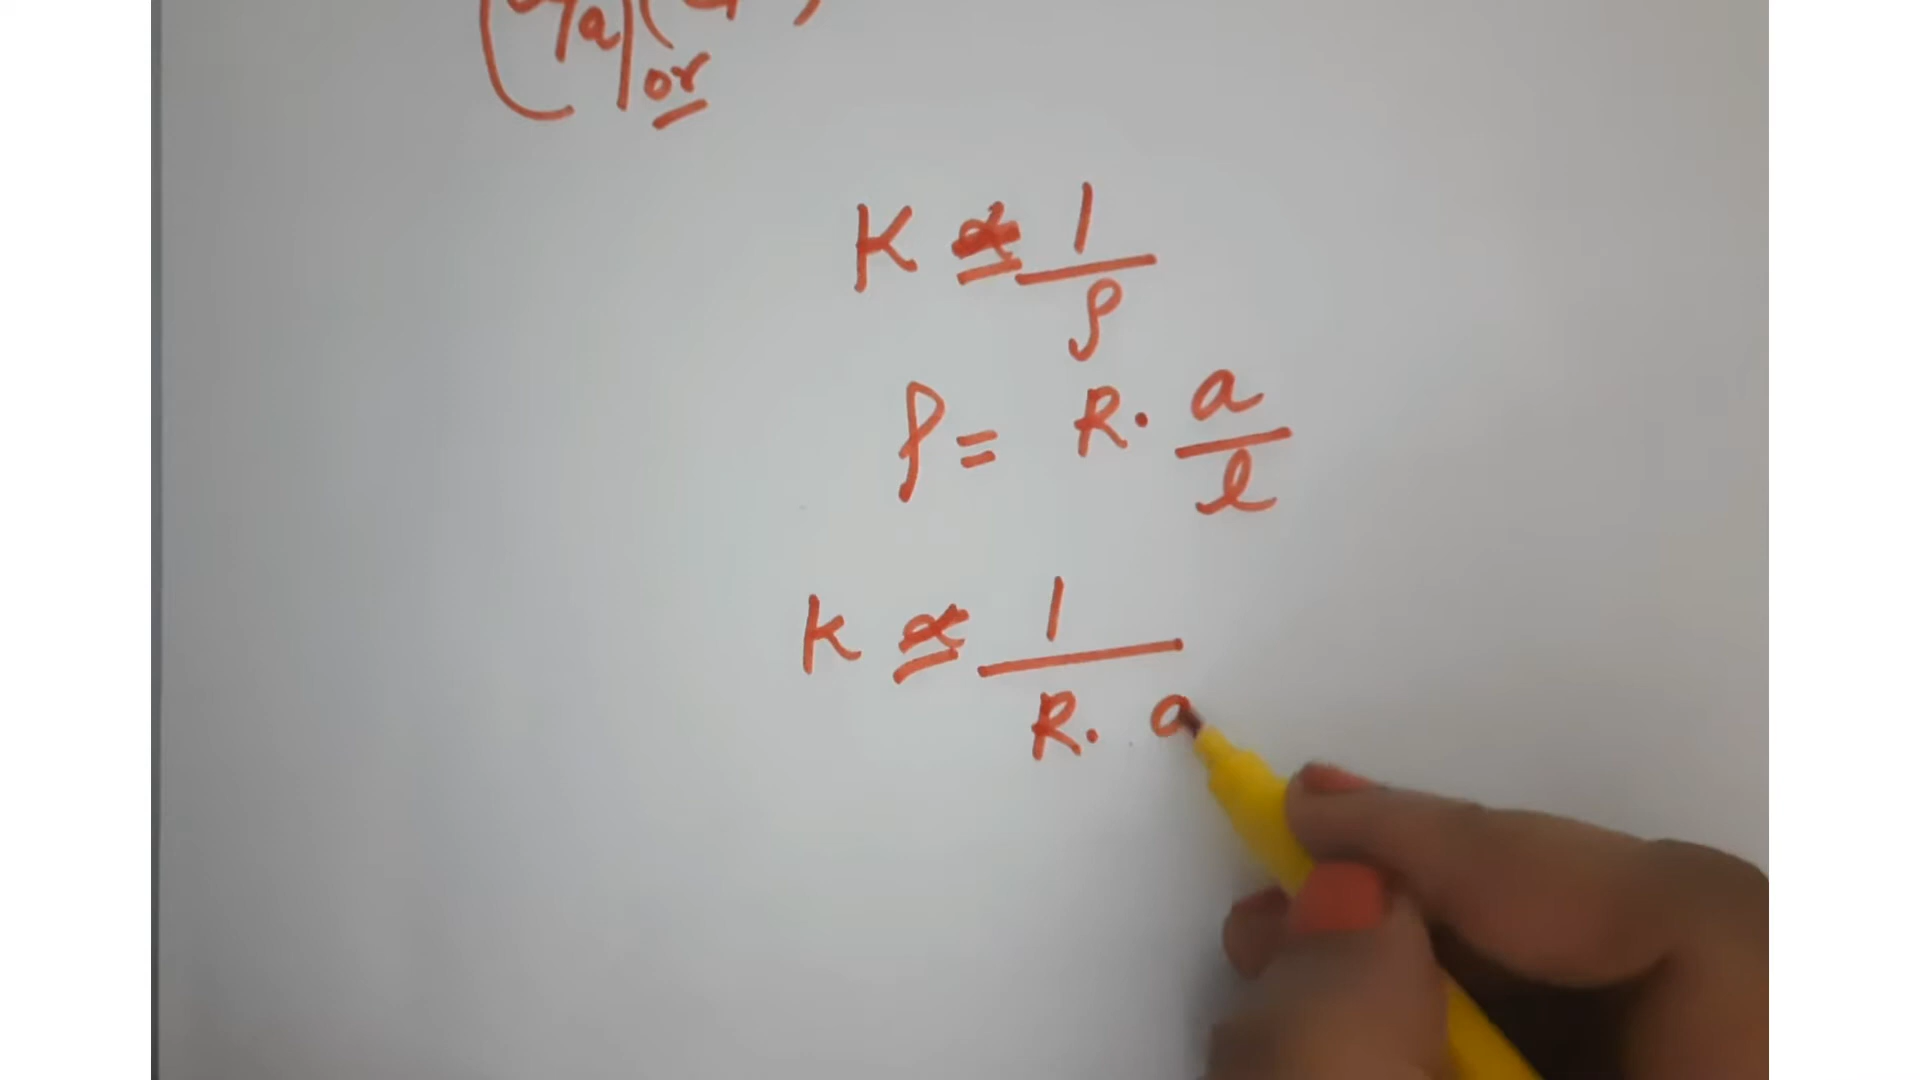 or
K = 1/ρ
ρ = R. a/l
K = 1/R. a